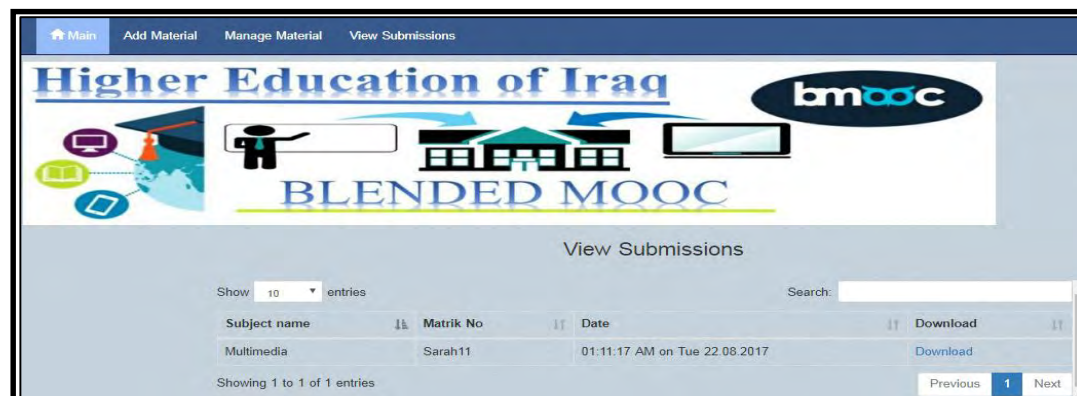 Main Add Material Manage Material View Submissions
Higher Education of Iraq
bmooc
BLENDED MOOC
View Submissions
Show 10 entries Search:
Subject name Matrik No Date Download
Multimedia Sarah11 01:11:17 AM on Tue 22.08.2017 Download
Showing 1 to 1 of 1 entries Previous 1 Next